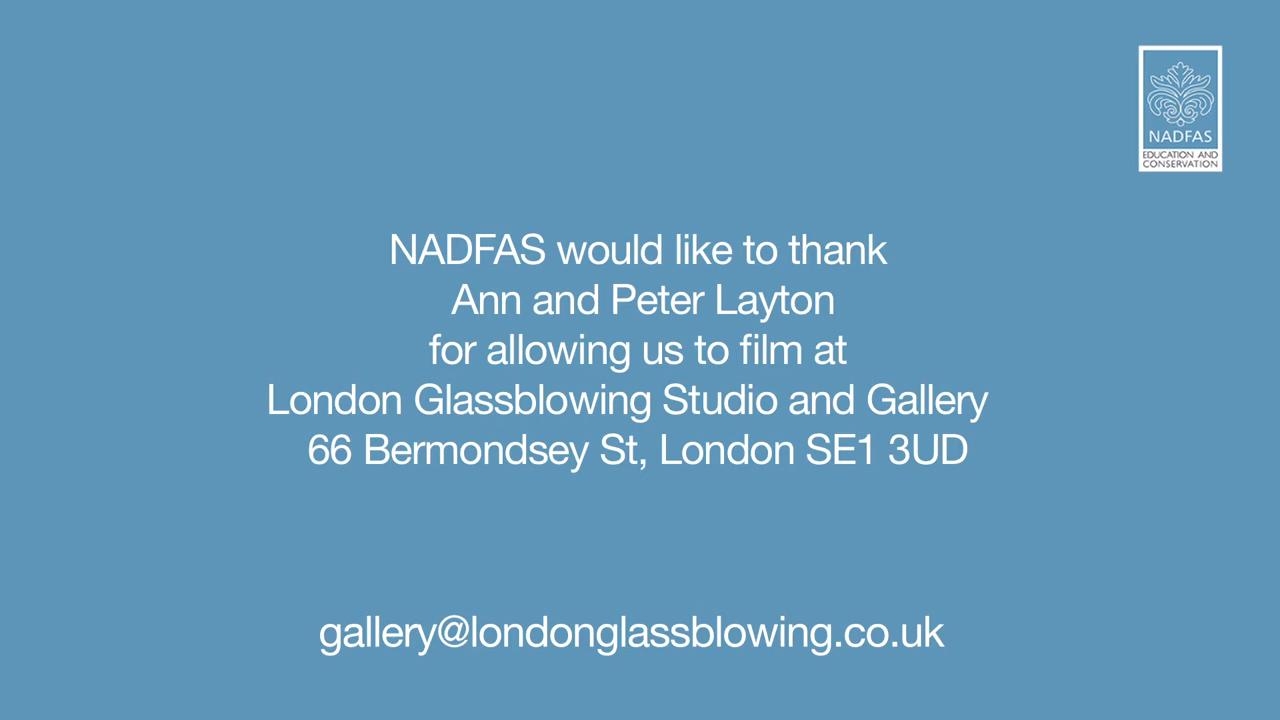 NADFAS
EDUCATION AND
CONSERVATION
NADFAS would like to thank
Ann and Peter Layton
for allowing us to film at
London Glassblowing Studio and Gallery
66 Bermondsey St, London SE1 3UD
gallery@londonglassblowing.co.uk